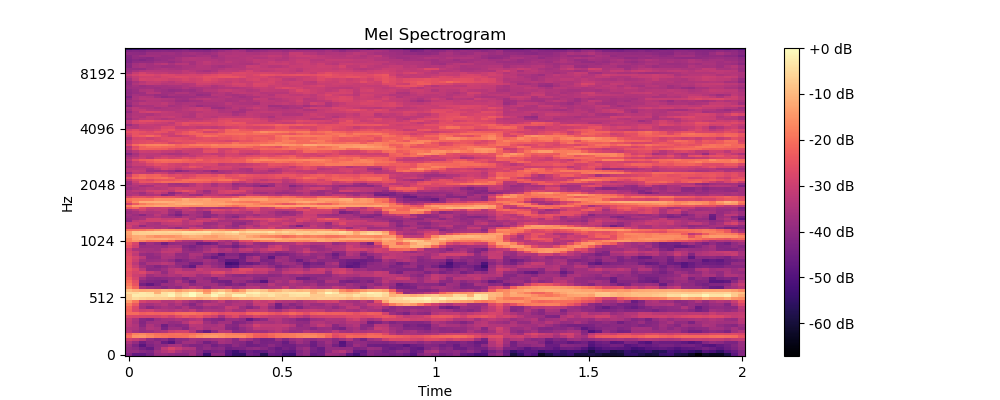 Mel Spectrogram
8192
4096
2048
1024
512
0
Hz
0 0.5 1 1.5 2
Time
+0 dB
-10 dB
-20 dB
-30 dB
-40 dB
-50 dB
-60 dB